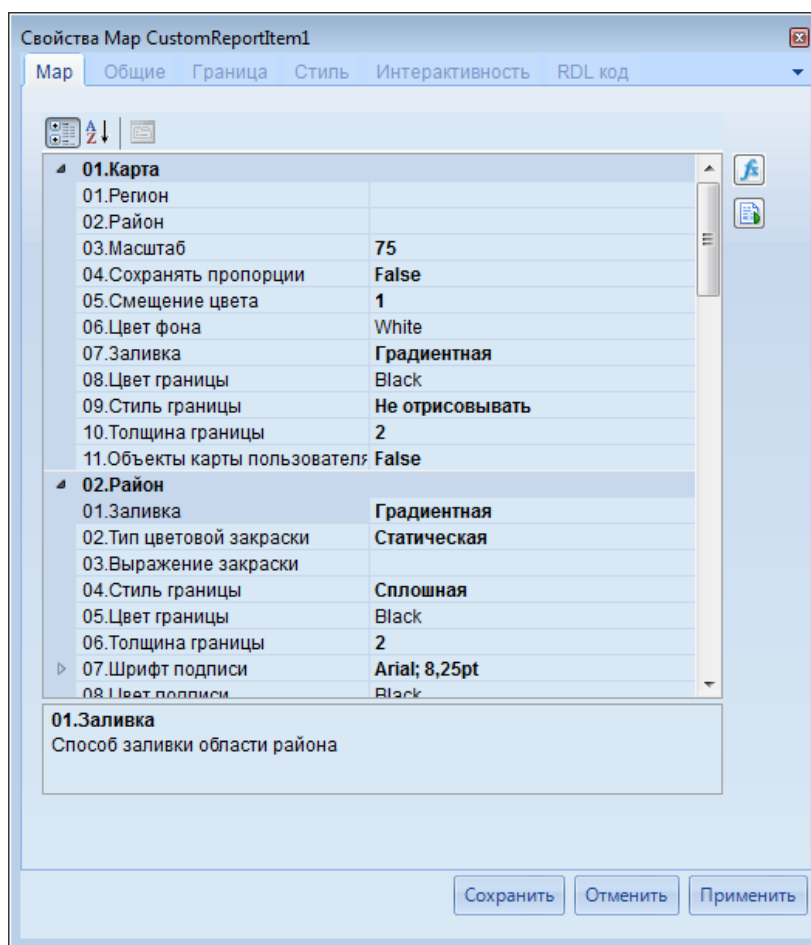 Свойства Map CustomReportItem1
Map Общие Граница Стиль Интерактивность RDL код
01.Карта
01.Регион
02.Район
03.Масштаб 75
04.Сохранять пропорции False
05.Смещение цвета 1
06.Цвет фона White
07.Заливка Градиентная
08.Цвет границы Black
09.Стиль границы Не отрисовывать
10.Толщина границы 2
11.Объекты карты пользователя False
02.Район
01.Заливка Градиентная
02.Тип цветовой закраски Статическая
03.Выражение закраски
04.Стиль границы Сплошная
05.Цвет границы Black
06.Толщина границы 2
07.Шрифт подписи Arial; 8,25pt
08.Цвет подписи Black
01.Заливка
Способ заливки области района
Сохранить Отменить Применить